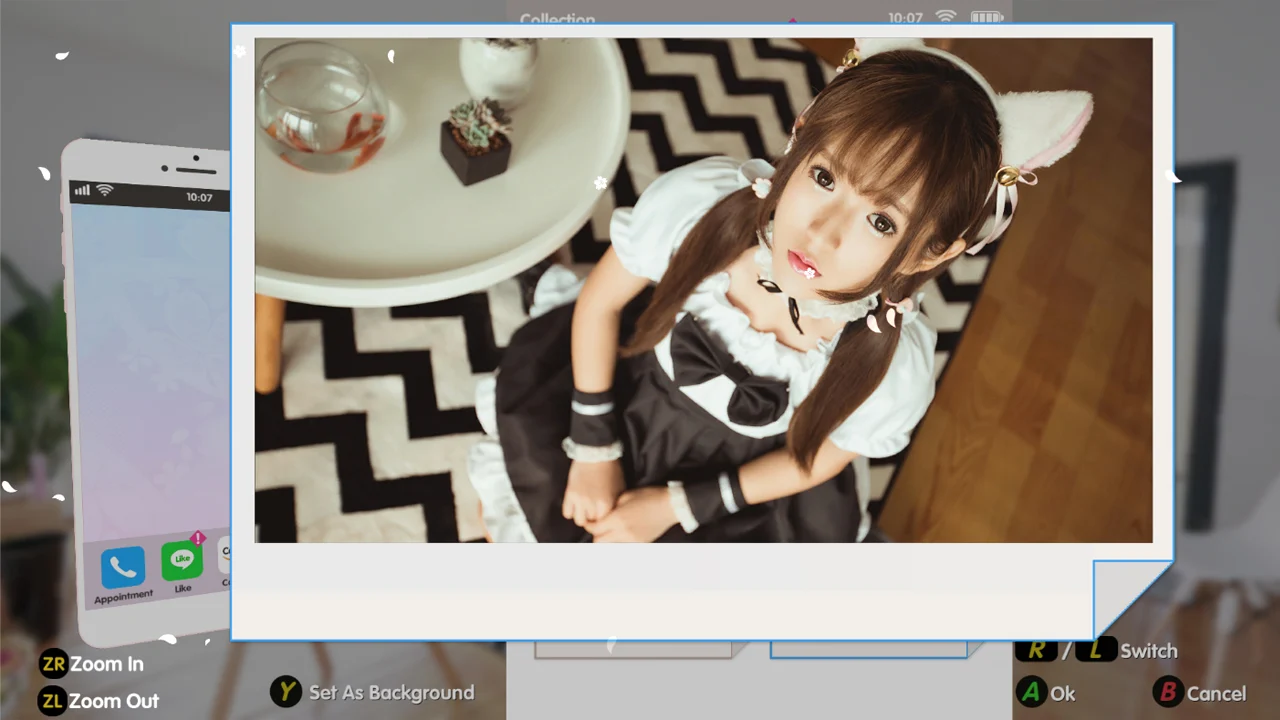 Collection
10:07
10:07
Like
Appointment
Like
ZR Zoom In
ZL Zoom Out
Y Set As Background
R / L Switch
A Ok
B Cancel